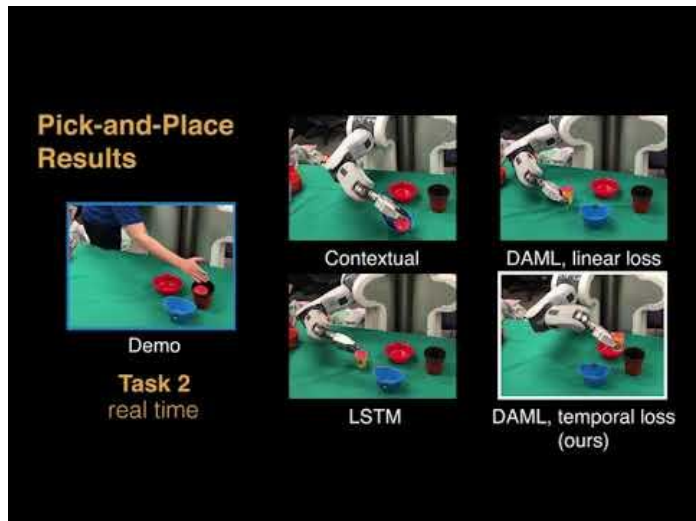 Pick-and-Place
Results
Demo
Task 2
real time
Contextual
DAML, linear loss
LSTM
DAML, temporal loss
(ours)